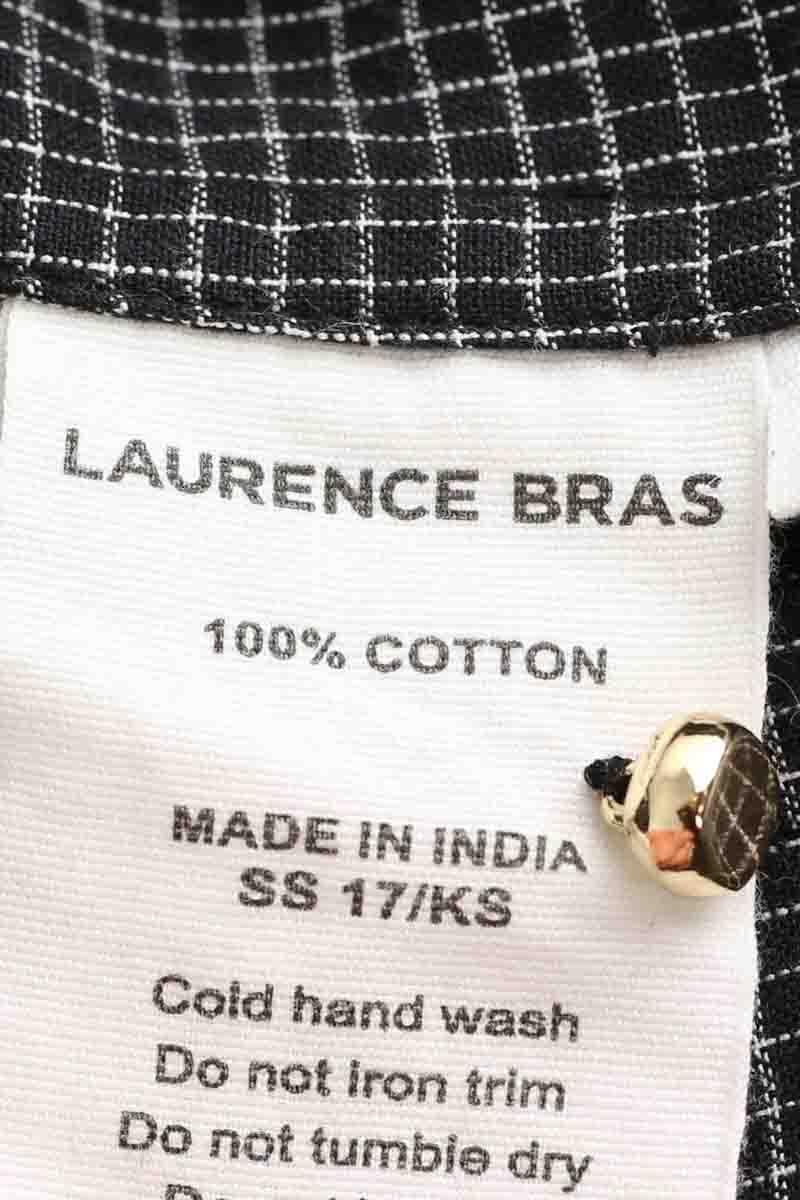 LAURENCE BRAS
100% COTTON
MADE IN INDIA
SS 17/KS
Cold hand wash
Do not iron trim
Do not tumble dry